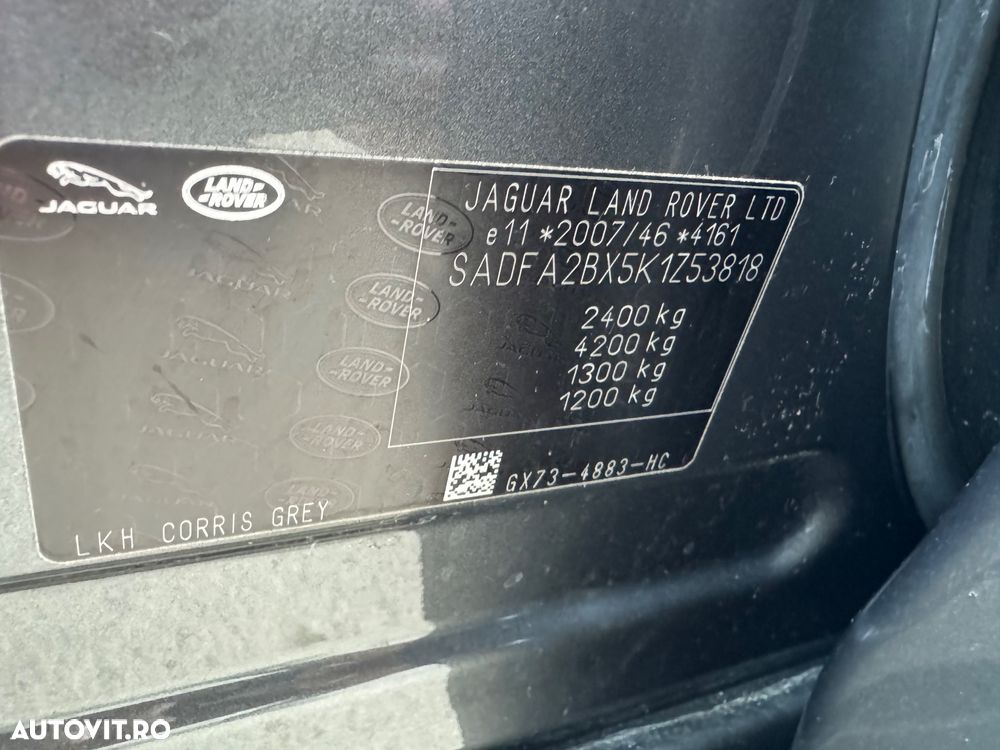 JAGUAR
LAND-
-ROVER
JAGUAR LAND ROVER LTD
e11*2007/46*4161
SADFA2BX5K1Z53818
2400 kg
4200 kg
1300 kg
1200 kg
GX73-4883-HC
LKH CORRIS GREY
AUTOVIT.RO